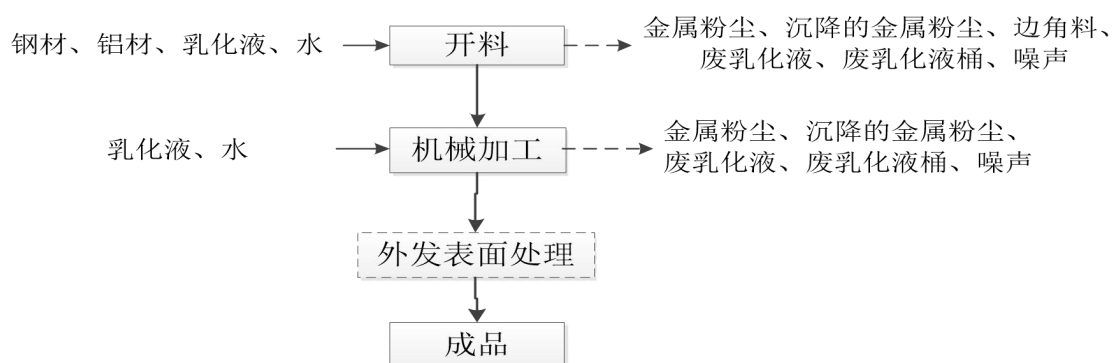 钢材、铝材、乳化液、水
开料
金属粉尘、沉降的金属粉尘、边角料、
废乳化液、废乳化液桶、噪声
乳化液、水
机械加工
金属粉尘、沉降的金属粉尘、
废乳化液、废乳化液桶、噪声
外发表面处理
成品